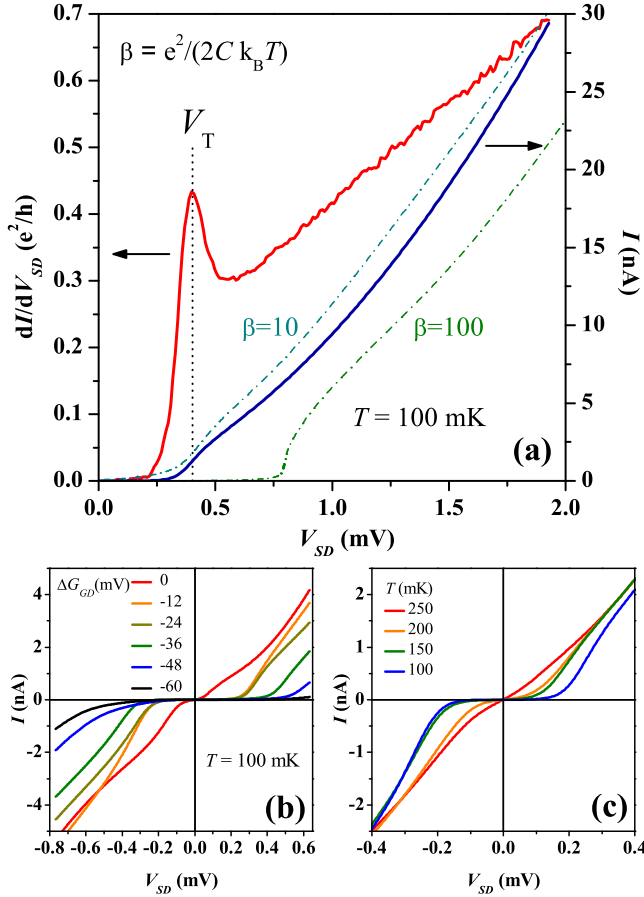 β = e²/(2C k_BT)
V_T
β=10
β=100
T = 100 mK
(a)
dI/dV_SD (e²/h)
I (nA)
0.7
0.6
0.5
0.4
0.3
0.2
0.1
0.0
30
25
20
15
10
5
0
0.0 0.5 1.0 1.5 2.0
V_SD (mV)
ΔG_GD(mV)
0
-12
-24
-36
-48
-60
T = 100 mK
(b)
I (nA)
4
2
0
-2
-4
-0.8 -0.6 -0.4 -0.2 0.0 0.2 0.4 0.6
V_SD (mV)
T (mK)
250
200
150
100
(c)
I (nA)
2
1
0
-1
-2
-0.4 -0.2 0.0 0.2 0.4
V_SD (mV)